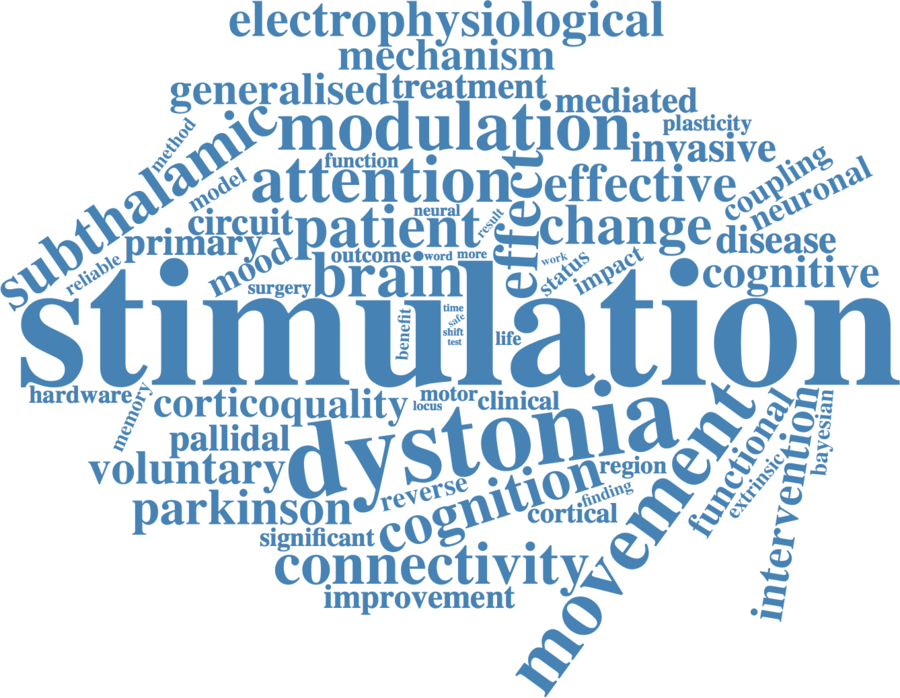 electrophysiological
mechanism
generalised
treatment
mediated
plasticity
method
subthalamic
modulation
invasive
function
model
attention
effect
effective
coupling
neuronal
circuit
primary
patient
neural
result
change
disease
reliable
mood
outcome
word
more
work
status
impact
cognitive
surgery
brain
stimulation
benefit
time
safe
shift
test
life
hardware
memory
cortico
quality
locus
motor
clinical
pallidal
dystonia
movement
functional
extrinsic
intervention
bayesian
voluntary
reverse
cognition
region
finding
parkinson
cortical
significant
connectivity
improvement